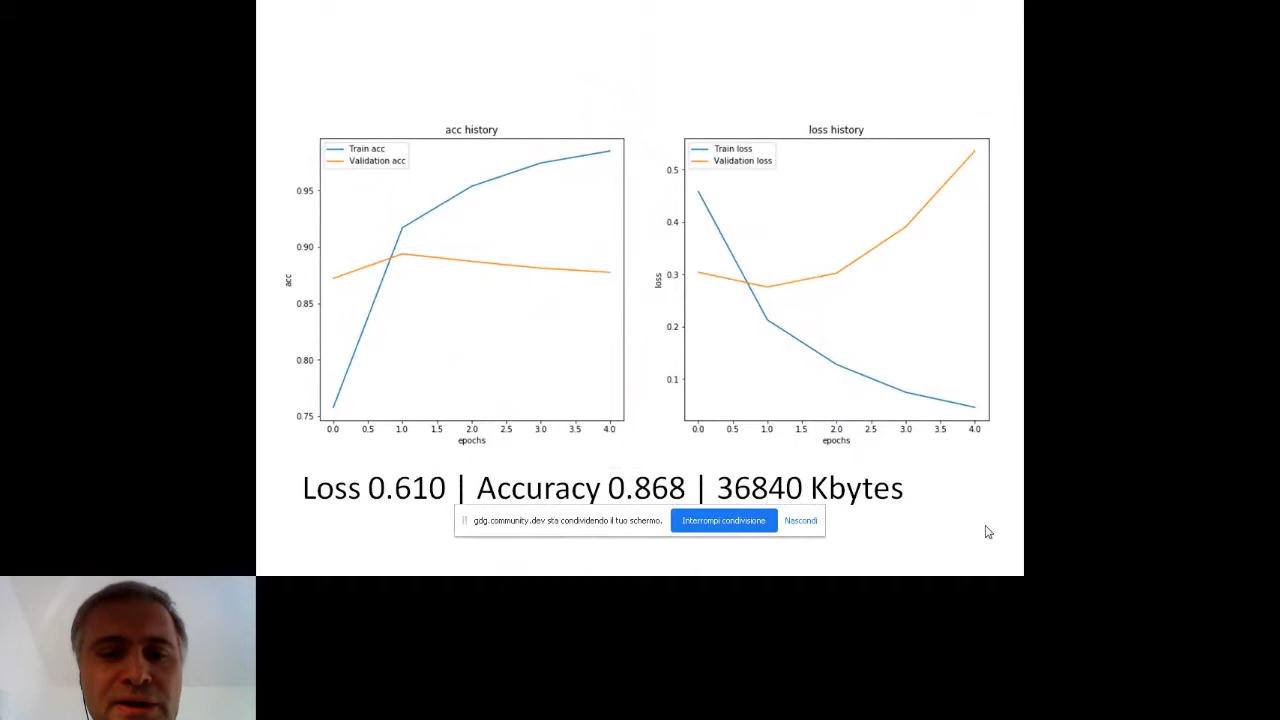 acc history
Train acc
Validation acc
0.95
0.90
0.85
0.80
0.75
acc
0.0 0.5 1.0 1.5 2.0 2.5 3.0 3.5 4.0
epochs
loss history
Train loss
Validation loss
0.5
0.4
0.3
0.2
0.1
loss
0.0 0.5 1.0 1.5 2.0 2.5 3.0 3.5 4.0
epochs
Loss 0.610 | Accuracy 0.868 | 36840 Kbytes
gdg.community.dev sta condividendo il tuo schermo. Interrompi condivisione Nascondi